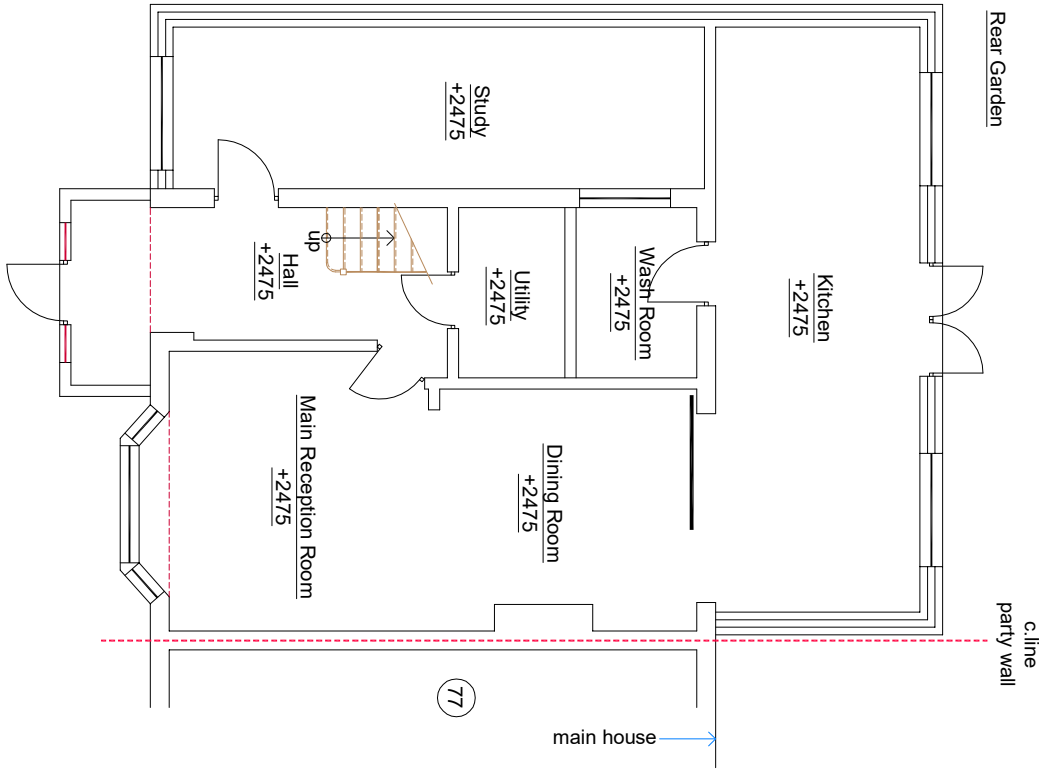 Rear Garden
Study
+2475
Hall
+2475
up
Utility
+2475
Wash Room
+2475
Kitchen
+2475
Main Reception Room
+2475
Dining Room
+2475
c.line
party wall
77
main house